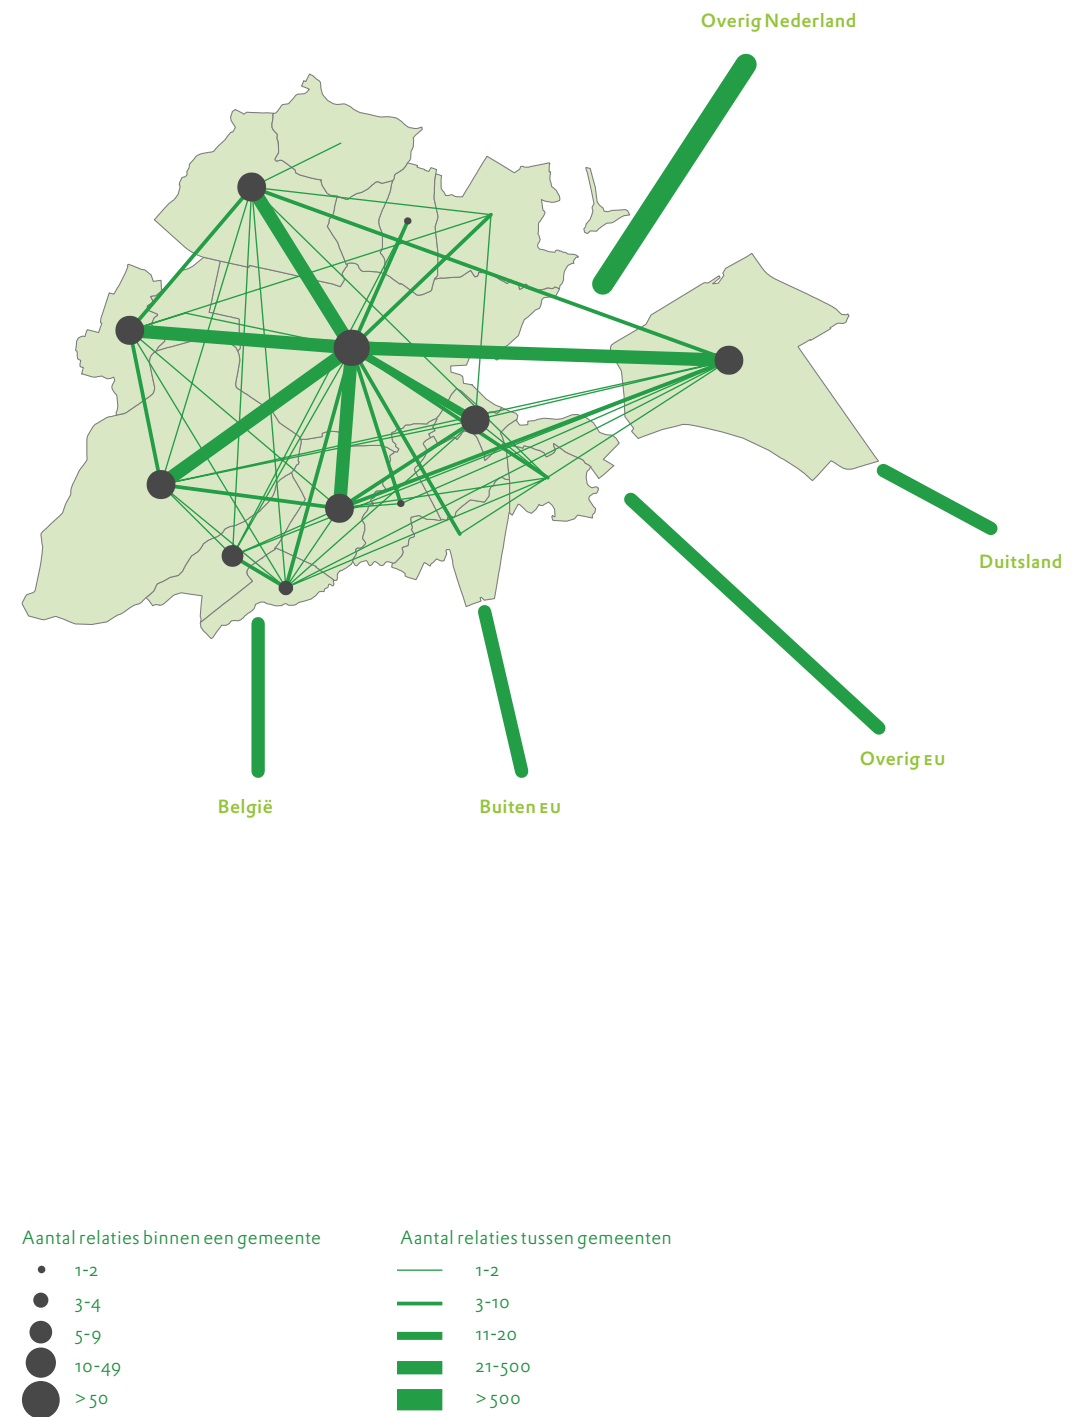 Overig Nederland
Duitsland
Overig EU
België
Buiten EU
Aantal relaties binnen een gemeente
1-2
3-4
5-9
10-49
> 50
Aantal relaties tussen gemeenten
1-2
3-10
11-20
21-500
> 500